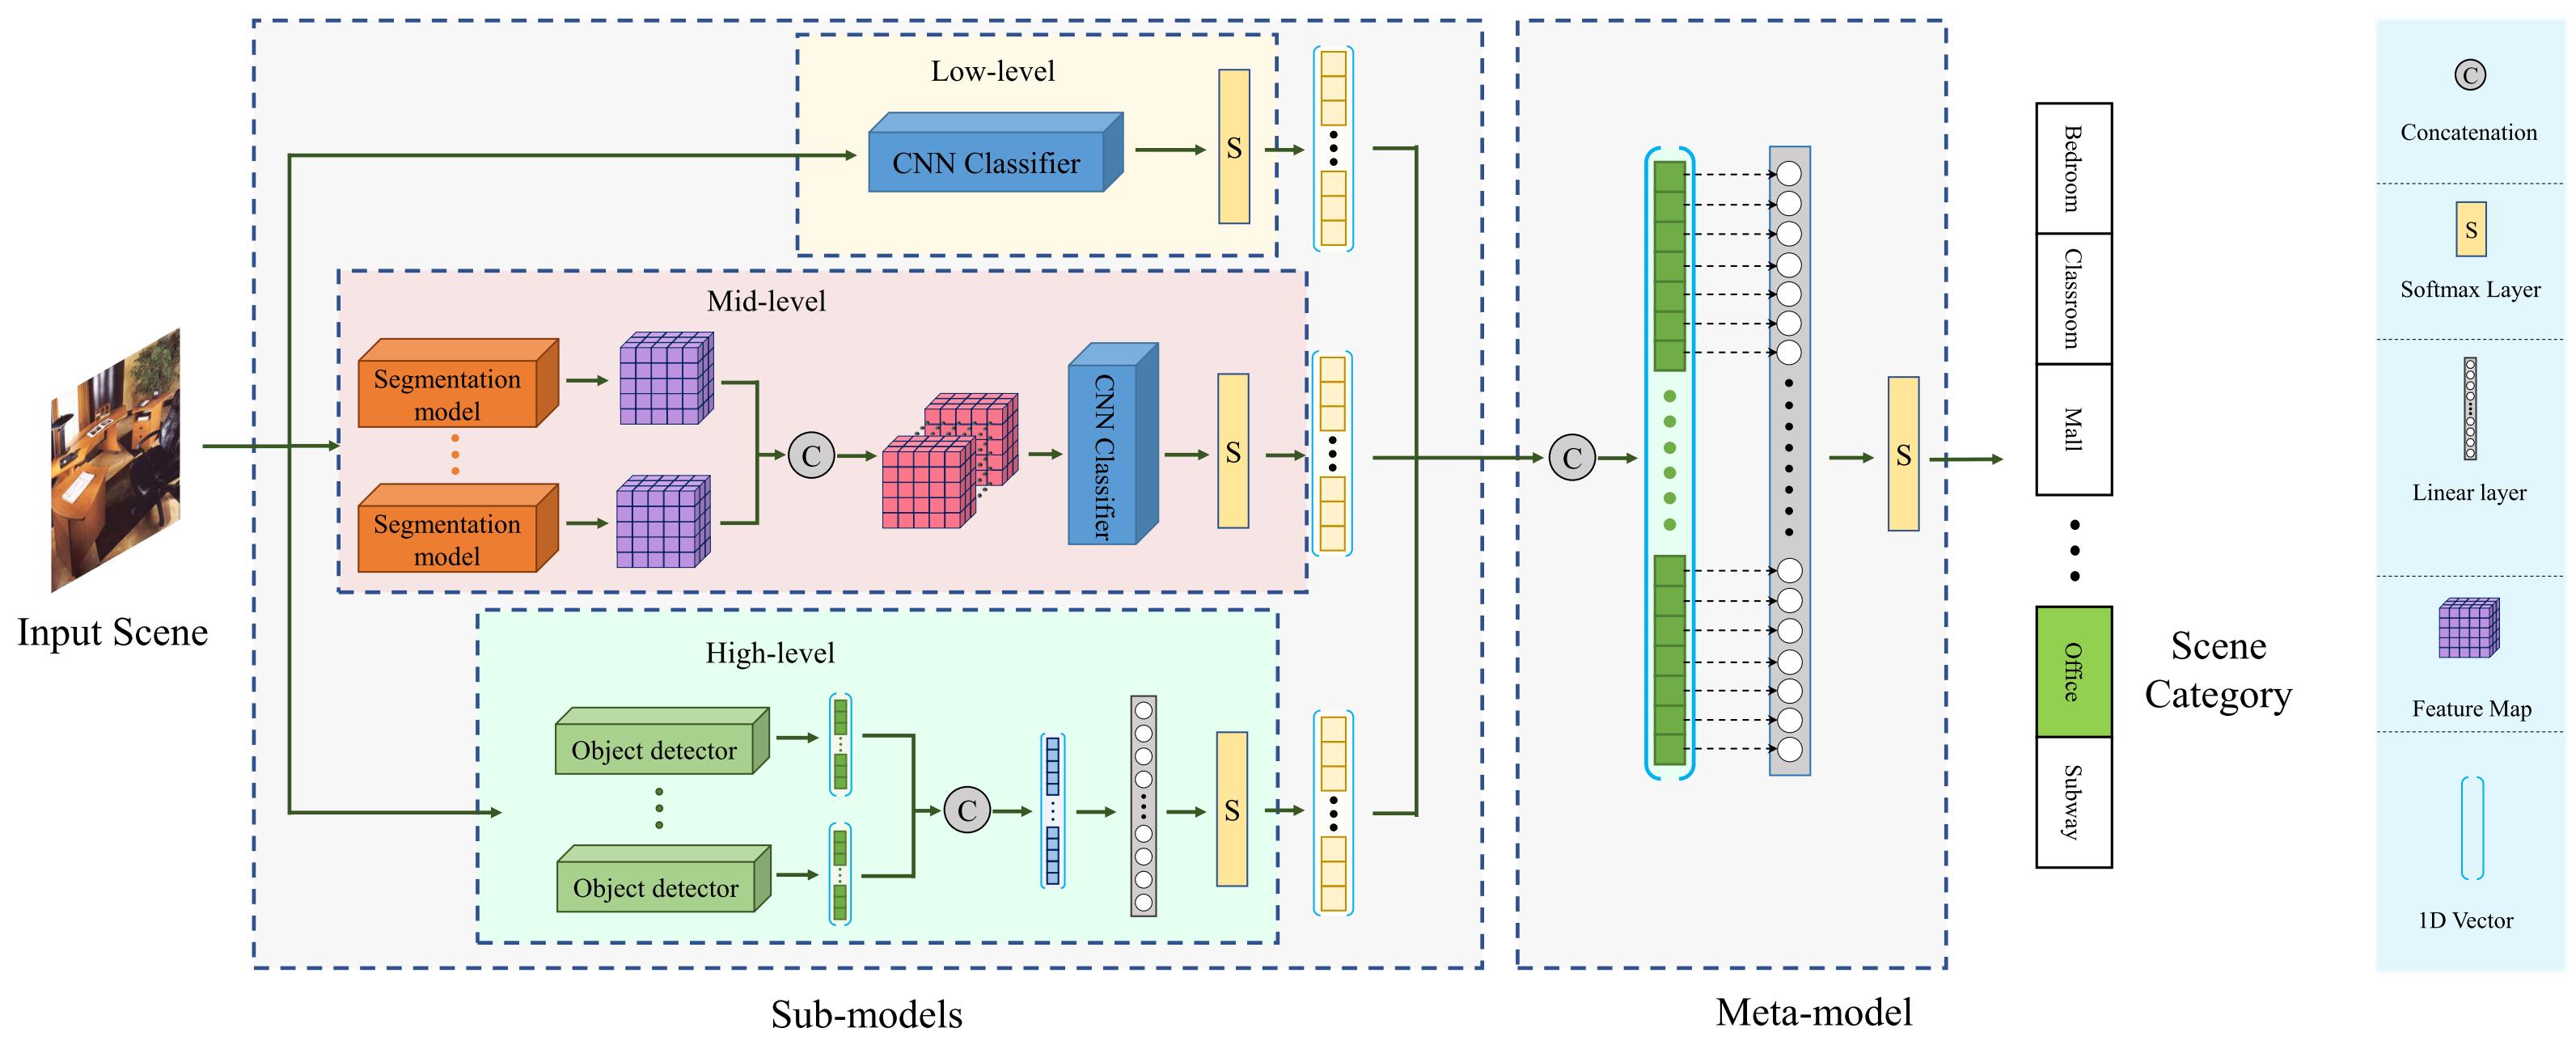 Input Scene
Low-level
CNN Classifier
S
Mid-level
Segmentation
model
Segmentation
model
C
CNN Classifier
S
High-level
Object detector
Object detector
C
S
Sub-models
C
S
Meta-model
Bedroom
Classroom
Mall
Office
Subway
Scene
Category
C
Concatenation
S
Softmax Layer
Linear layer
Feature Map
1D Vector